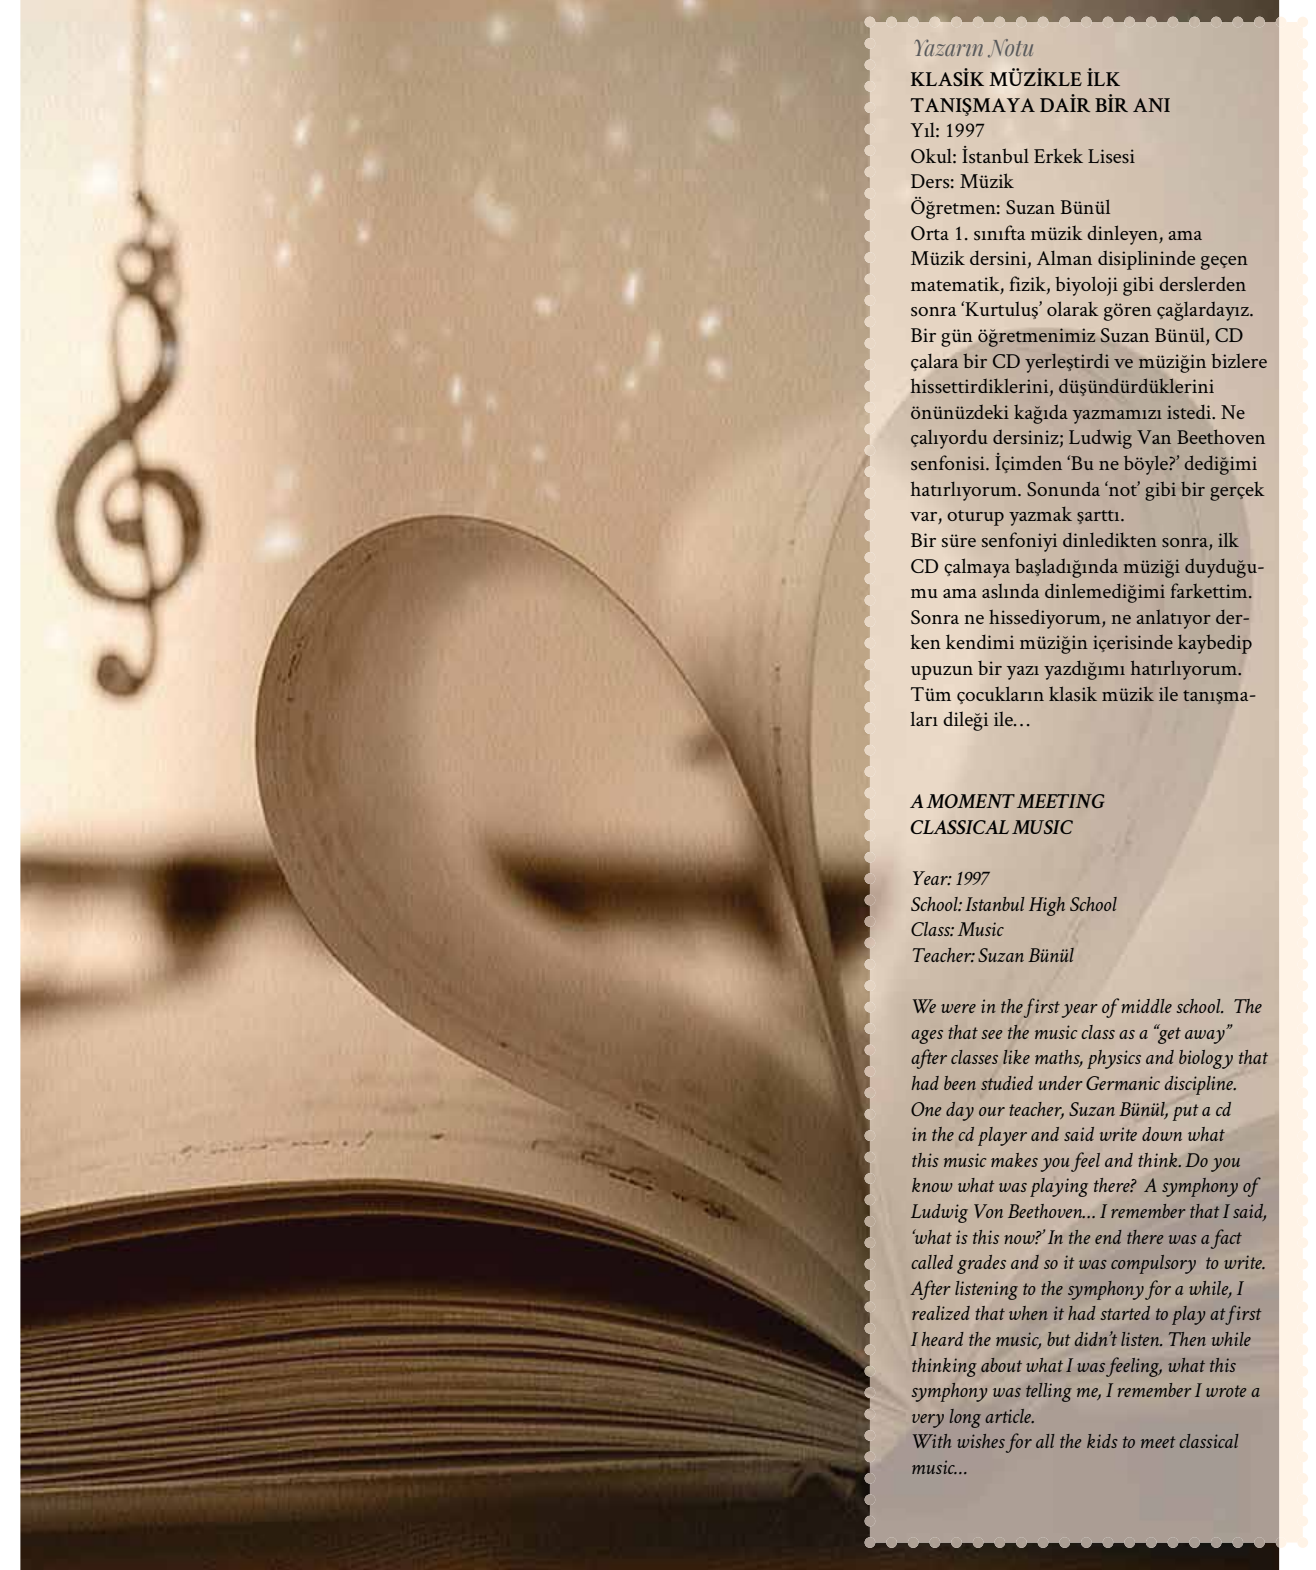 Yazarın Notu
KLASİK MÜZİKLE İLK
TANIŞMAYA DAİR BİR ANI
Yıl: 1997
Okul: İstanbul Erkek Lisesi
Ders: Müzik
Öğretmen: Suzan Bünül
Orta 1. sınıfta müzik dinleyen, ama
Müzik dersini, Alman disiplininde geçen
matematik, fizik, biyoloji gibi derslerden
sonra ‘Kurtuluş’ olarak gören çağlardayız.
Bir gün öğretmenimiz Suzan Bünül, CD
çalara bir CD yerleştirdi ve müziğin bizlere
hissettirdiklerini, düşündürdüklerini
önünüzdeki kağıda yazmamızı istedi. Ne
çalıyordu dersiniz; Ludwig Van Beethoven
senfonisi. İçimden ‘Bu ne böyle?’ dediğimi
hatırlıyorum. Sonunda ‘not’ gibi bir gerçek
var, oturup yazmak şarttı.
Bir süre senfoniyi dinledikten sonra, ilk
CD çalmaya başladığında müziği duyduğu-
mu ama aslında dinlemediğimi farkettim.
Sonra ne hissediyorum, ne anlatıyor der-
ken kendimi müziğin içerisinde kaybedip
upuzun bir yazı yazdığımı hatırlıyorum.
Tüm çocukların klasik müzik ile tanışma-
ları dileği ile…
A MOMENT MEETING
CLASSICAL MUSIC
Year: 1997
School: Istanbul High School
Class: Music
Teacher: Suzan Bünül
We were in the first year of middle school.  The
ages that see the music class as a “get away”
after classes like maths, physics and biology that
had been studied under Germanic discipline.
One day our teacher, Suzan Bünül, put a cd
in the cd player and said write down what
this music makes you feel and think. Do you
know what was playing there?  A symphony of
Ludwig Von Beethoven... I remember that I said,
‘what is this now?’ In the end there was a fact
called grades and so it was compulsory  to write.
After listening to the symphony for a while, I
realized that when it had started to play at first
I heard the music, but didn’t listen. Then while
thinking about what I was feeling, what this
symphony was telling me, I remember I wrote a
very long article.
With wishes for all the kids to meet classical
music...